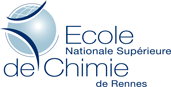 Ecole
Nationale Supérieure
de Chimie
de Rennes